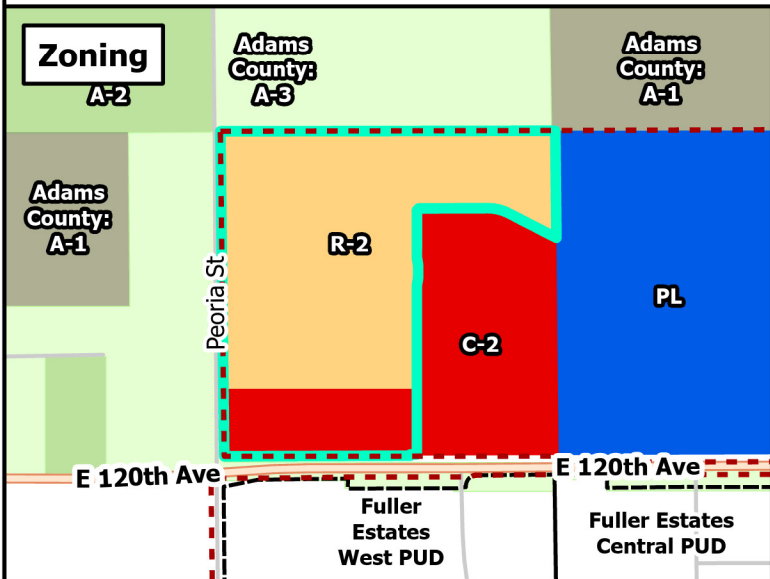 Zoning
A-2
Adams
County:
A-3
Adams
County:
A-1
Adams
County:
A-1
R-2
Peoria St
PL
C-2
E 120th Ave
E 120th Ave
Fuller
Estates
West PUD
Fuller Estates
Central PUD